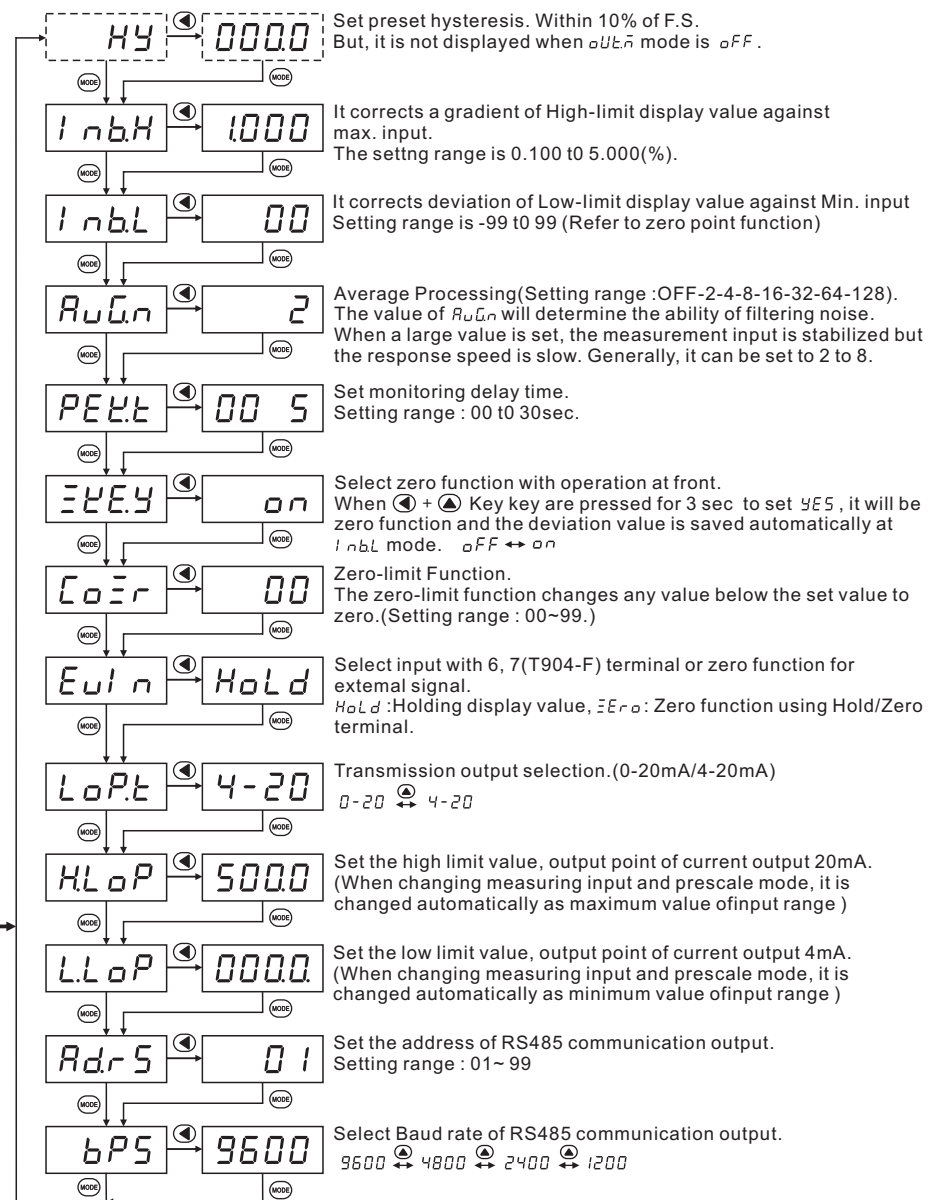 HY 000.0
Set preset hysteresis. Within 10% of F.S.
But, it is not displayed when oUt.m mode is oFF .
MODE MODE
Inb.H 1.000
It corrects a gradient of High-limit display value against
max. input.
The settng range is 0.100 t0 5.000(%).
MODE MODE
Inb.L 00
It corrects deviation of Low-limit display value against Min. input
Setting range is -99 t0 99 (Refer to zero point function)
MODE MODE
AuG.n 2
Average Processing(Setting range :OFF-2-4-8-16-32-64-128).
The value of AuG.n will determine the ability of filtering noise.
When a large value is set, the measurement input is stabilized but
the response speed is slow. Generally, it can be set to 2 to 8.
MODE MODE
PEK.t 00 S
Set monitoring delay time.
Setting range : 00 t0 30sec.
MODE MODE
ZKE.Y on
Select zero function with operation at front.
When ◀ + ▲ Key key are pressed for 3 sec to set YES , it will be
zero function and the deviation value is saved automatically at
Inb.L mode. oFF ↔ on
MODE MODE
CoZr 00
Zero-limit Function.
The zero-limit function changes any value below the set value to
zero.(Setting range : 00~99.)
MODE MODE
EuIn HoLd
Select input with 6, 7(T904-F) terminal or zero function for
extemal signal.
HoLd :Holding display value, ZEro : Zero function using Hold/Zero
terminal.
MODE MODE
LoP.t 4-20
Transmission output selection.(0-20mA/4-20mA)
0-20 ↔ 4-20
MODE MODE
H.LoP 500.0
Set the high limit value, output point of current output 20mA.
(When changing measuring input and prescale mode, it is
changed automatically as maximum value ofinput range )
MODE MODE
L.LoP 000.0.
Set the low limit value, output point of current output 4mA.
(When changing measuring input and prescale mode, it is
changed automatically as minimum value ofinput range )
MODE MODE
Ad.rS 01
Set the address of RS485 communication output.
Setting range : 01~ 99
MODE MODE
bPS 9600
Select Baud rate of RS485 communication output.
9600 ↔ 4800 ↔ 2400 ↔ 1200
MODE MODE